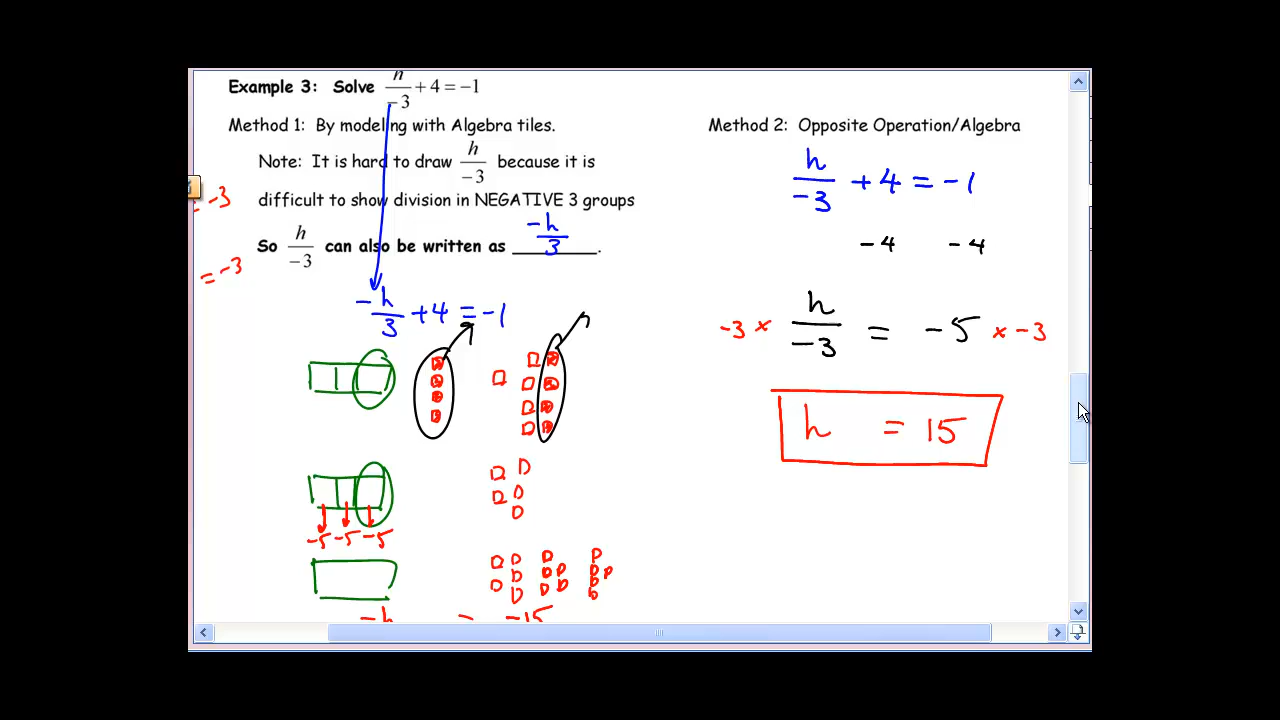 Example 3: Solve h/-3 + 4 = -1
Method 1: By modeling with Algebra tiles.
Note: It is hard to draw h/-3 because it is
difficult to show division in NEGATIVE 3 groups
So h/-3 can also be written as -h/3.
= -3
= -3
-h/3 + 4 = -1
-5 -5 -5
-h = -15
Method 2: Opposite Operation/Algebra
h/-3 + 4 = -1
-4 -4
-3 × h/-3 = -5 × -3
h = 15